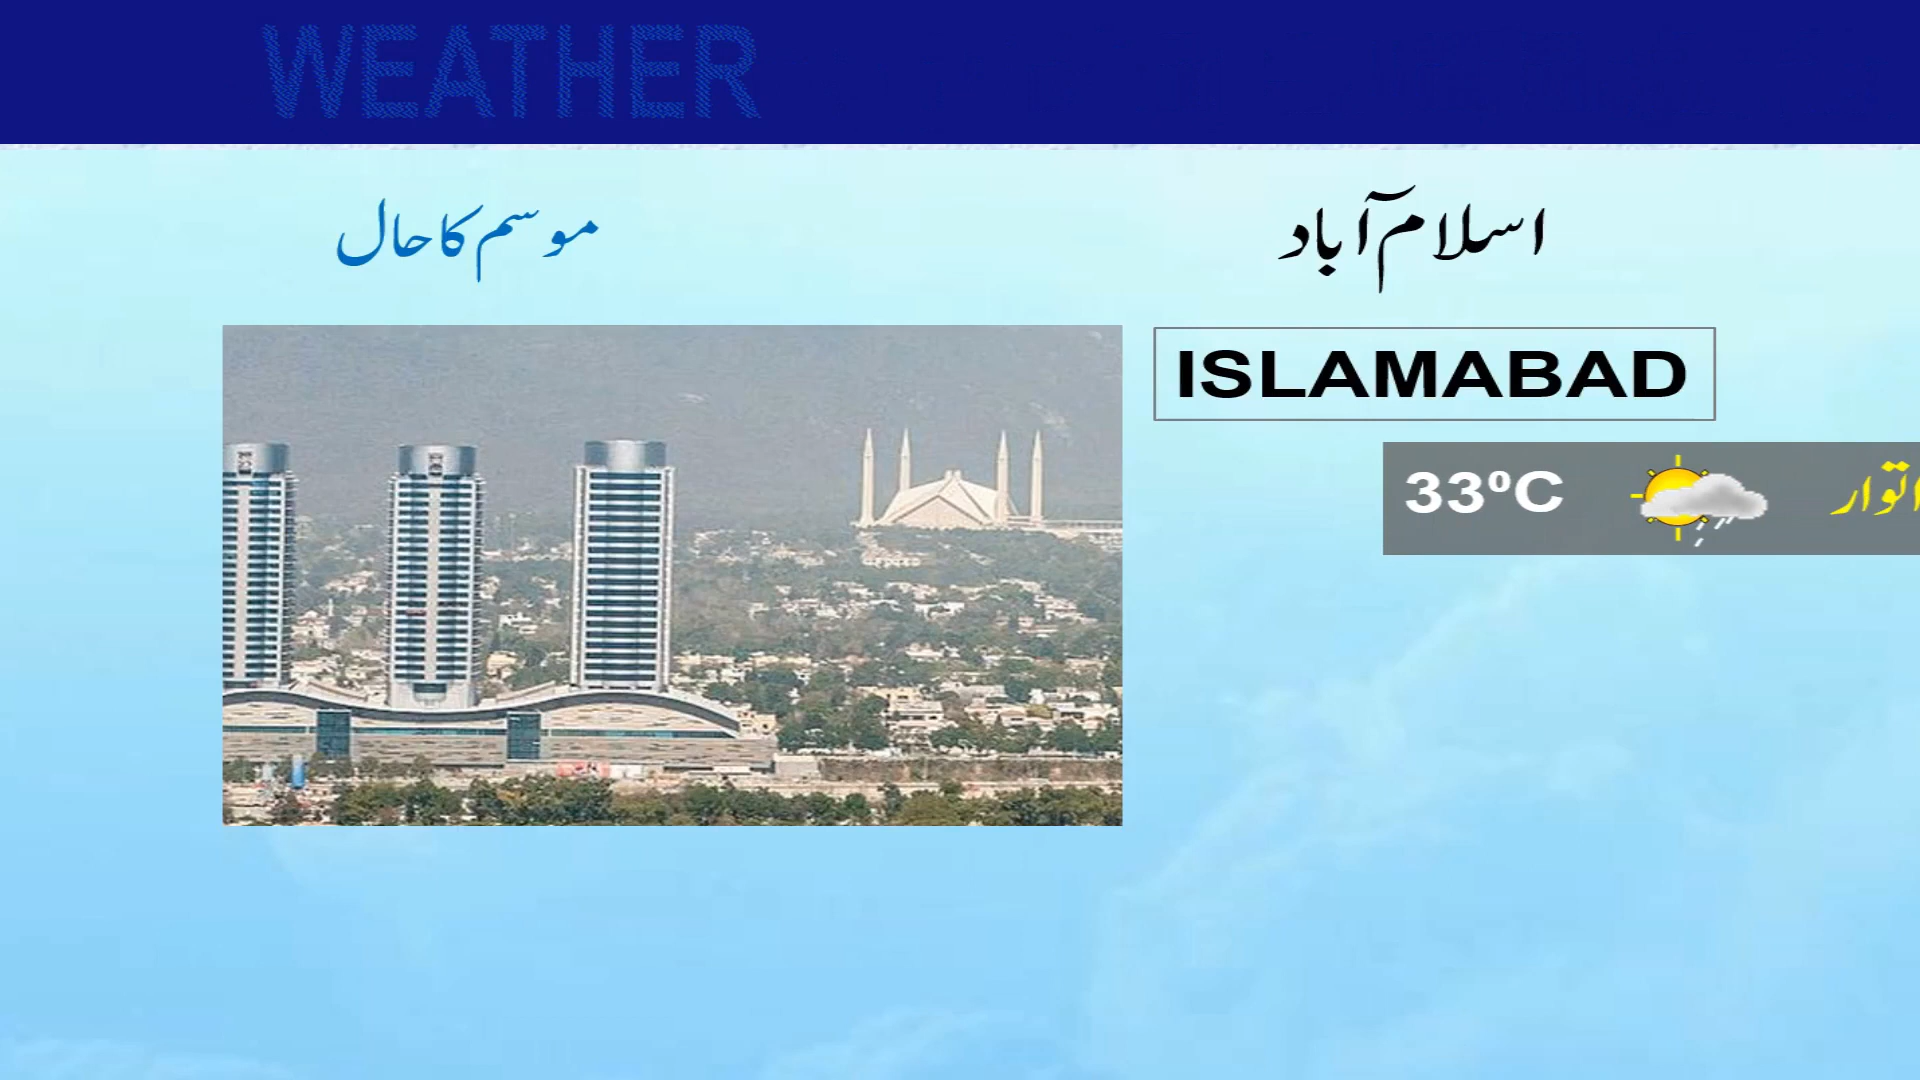 WEATHER
موسم کا حال
اسلام آباد
ISLAMABAD
33ºC
اتوار